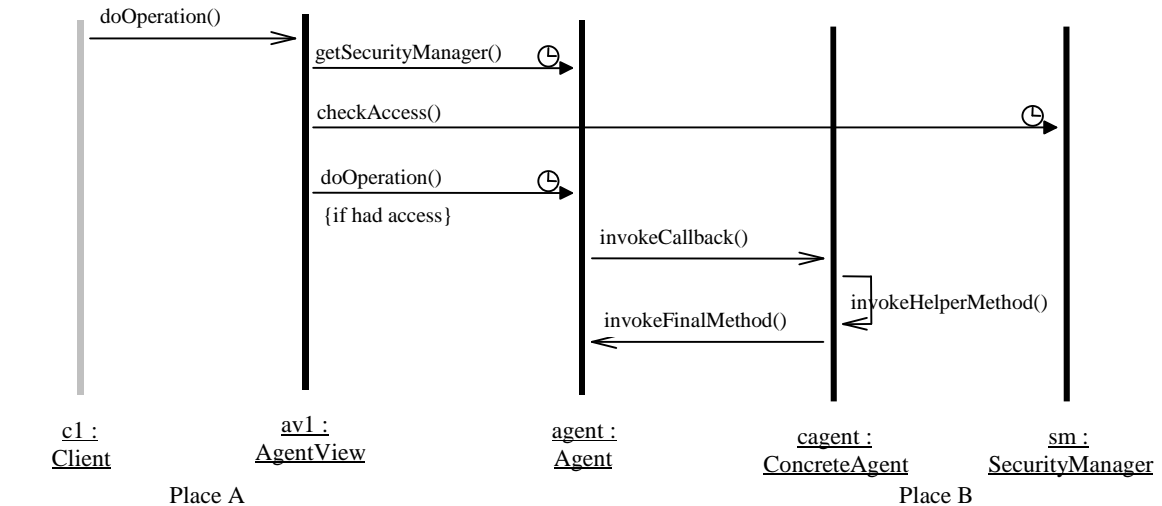 doOperation()
getSecurityManager()
checkAccess()
doOperation()
{if had access}
invokeCallback()
invokeHelperMethod()
invokeFinalMethod()
c1 :
Client
av1 :
AgentView
agent :
Agent
cagent :
ConcreteAgent
sm :
SecurityManager
Place A
Place B